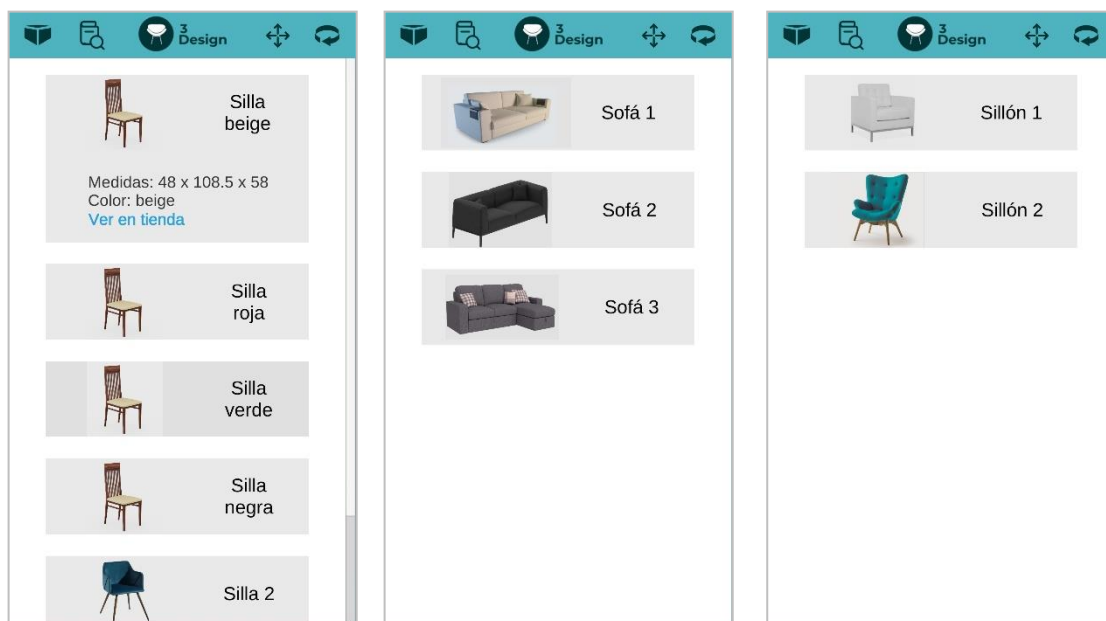 3
Design
Silla
beige
Medidas: 48 x 108.5 x 58
Color: beige
Ver en tienda
Silla
roja
Silla
verde
Silla
negra
Silla 2
3
Design
Sofá 1
Sofá 2
Sofá 3
3
Design
Sillón 1
Sillón 2